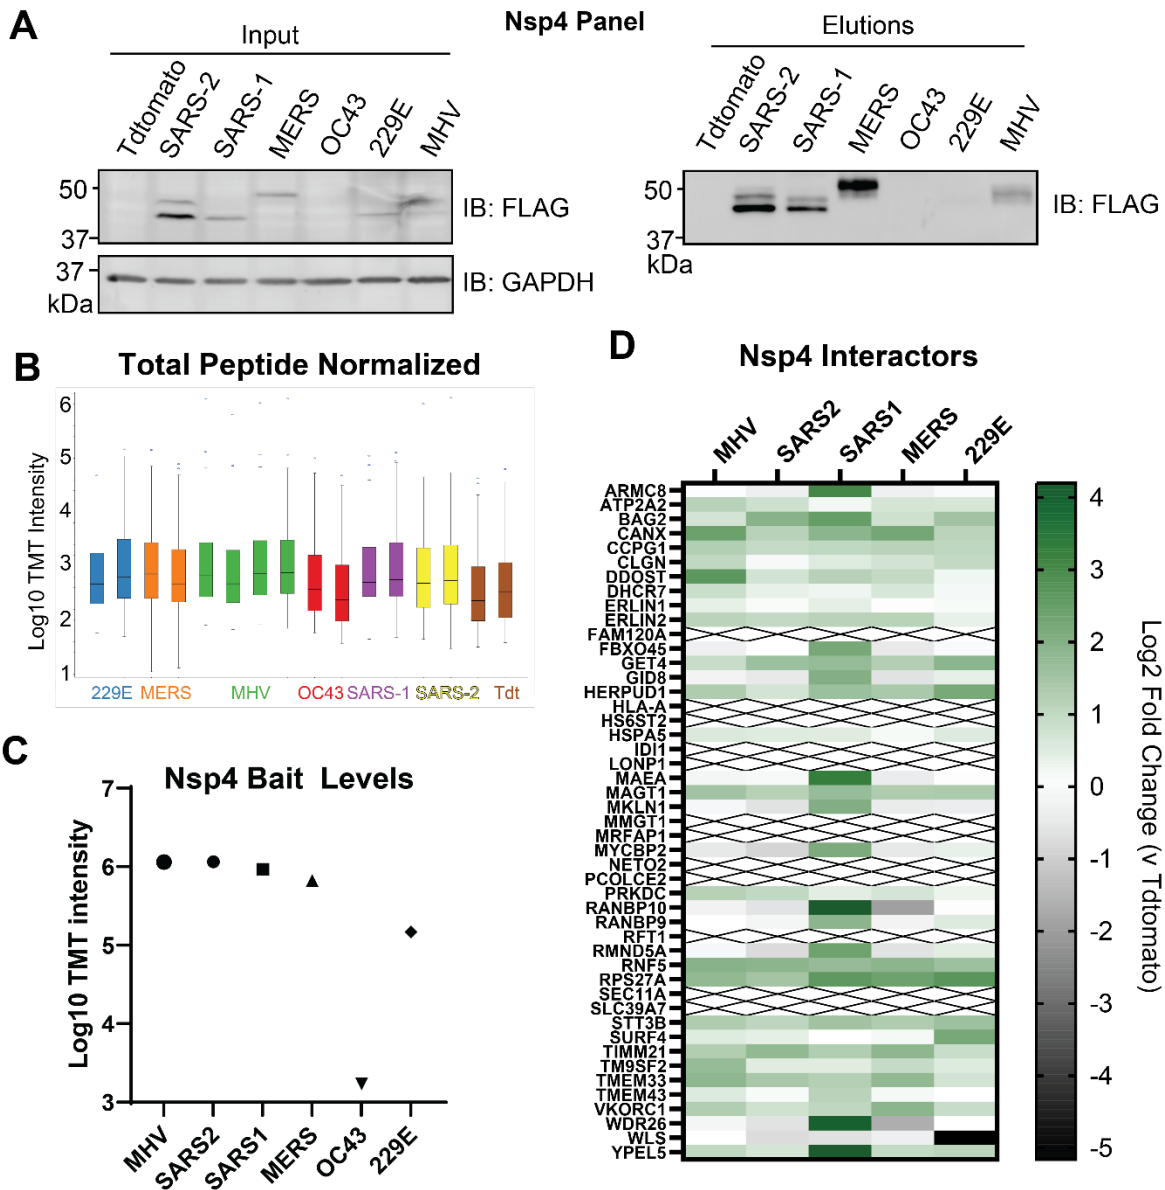 A
Nsp4 Panel
Input
Elutions
Tdtomato
SARS-2
SARS-1
MERS
OC43
229E
MHV
Tdtomato
SARS-2
SARS-1
MERS
OC43
229E
MHV
50
37
IB: FLAG
37
kDa
IB: GAPDH
50
37
kDa
IB: FLAG
B
Total Peptide Normalized
Log10 TMT Intensity
6
5
4
3
2
1
229E MERS MHV OC43 SARS-1 SARS-2 Tdt
C
Nsp4 Bait Levels
Log10 TMT intensity
7
6
5
4
3
MHV
SARS2
SARS1
MERS
OC43
229E
D
Nsp4 Interactors
MHV
SARS2
SARS1
MERS
229E
ARMC8
ATP2A2
BAG2
CANX
CCPG1
CLGN
DDOST
DHCR7
ERLIN1
ERLIN2
FAM120A
FBXO45
GET4
GID8
HERPUD1
HLA-A
HS6ST2
HSPA5
IDI1
LONP1
MAEA
MAGT1
MKLN1
MMGT1
MRFAP1
MYCBP2
NETO2
PCOLCE2
PRKDC
RANBP10
RANBP9
RFT1
RMND5A
RNF5
RPS27A
SEC11A
SLC39A7
STT3B
SURF4
TIMM21
TM9SF2
TMEM33
TMEM43
VKORC1
WDR26
WLS
YPEL5
4
3
2
1
0
-1
-2
-3
-4
-5
Log2 Fold Change (v Tdtomato)